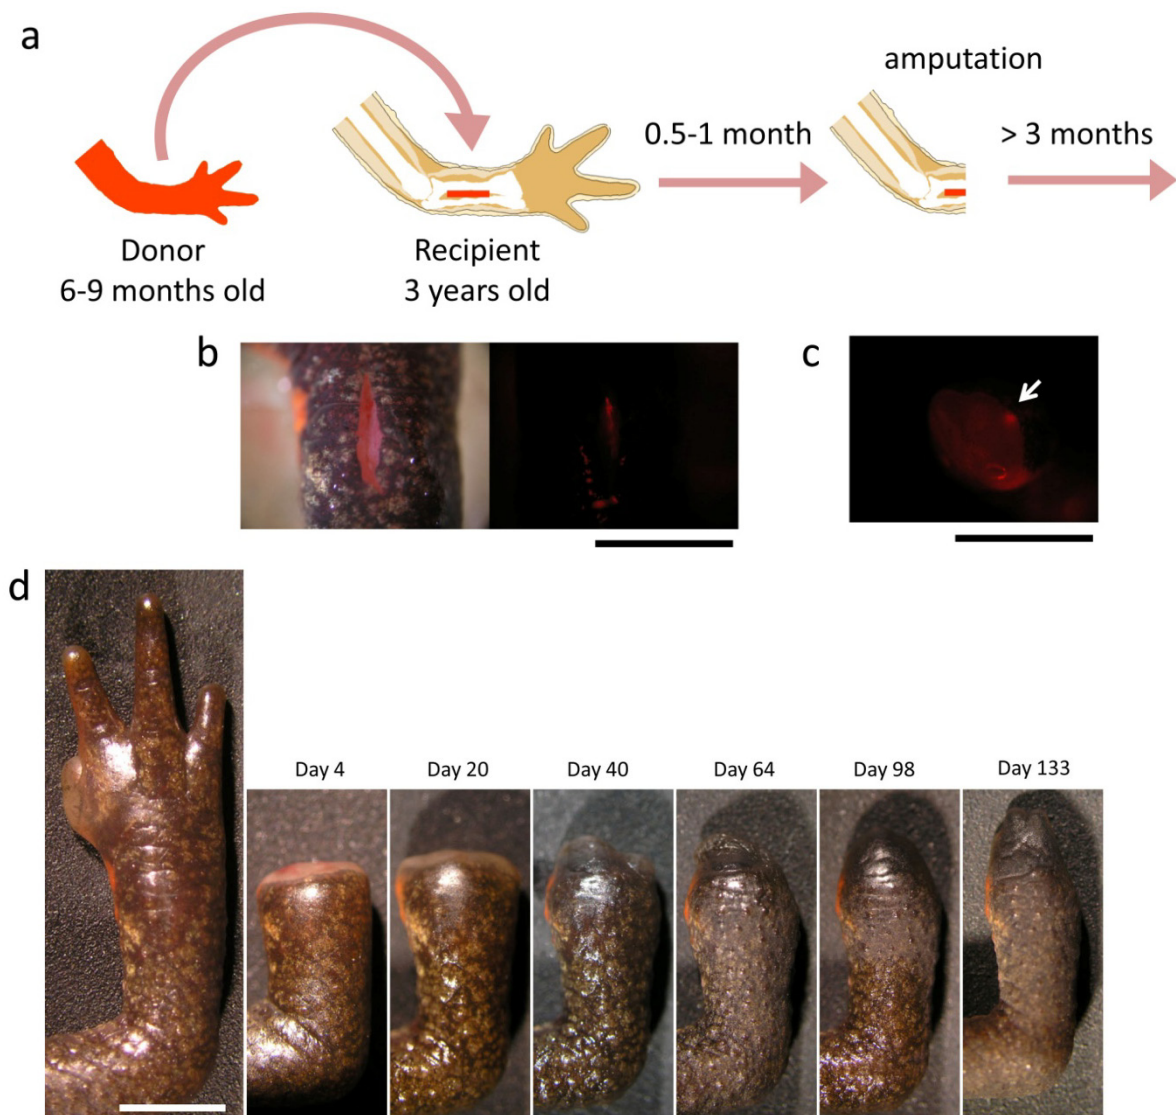 a
amputation
0.5-1 month
> 3 months
Donor
6-9 months old
Recipient
3 years old
b
c
d
Day 4
Day 20
Day 40
Day 64
Day 98
Day 133